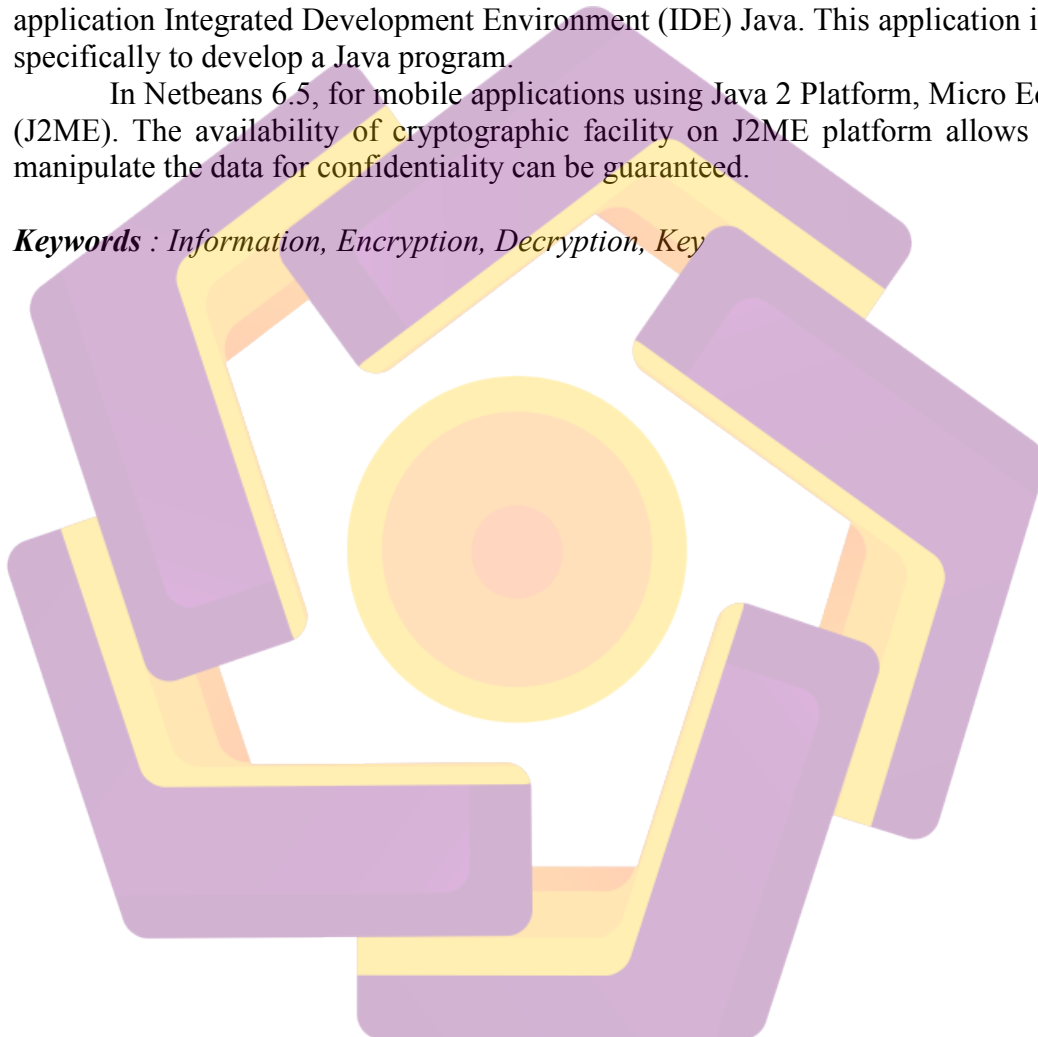 application Integrated Development Environment (IDE) Java. This application i
specifically to develop a Java program.
In Netbeans 6.5, for mobile applications using Java 2 Platform, Micro Ed
(J2ME). The availability of cryptographic facility on J2ME platform allows
manipulate the data for confidentiality can be guaranteed.
Keywords : Information, Encryption, Decryption, Key